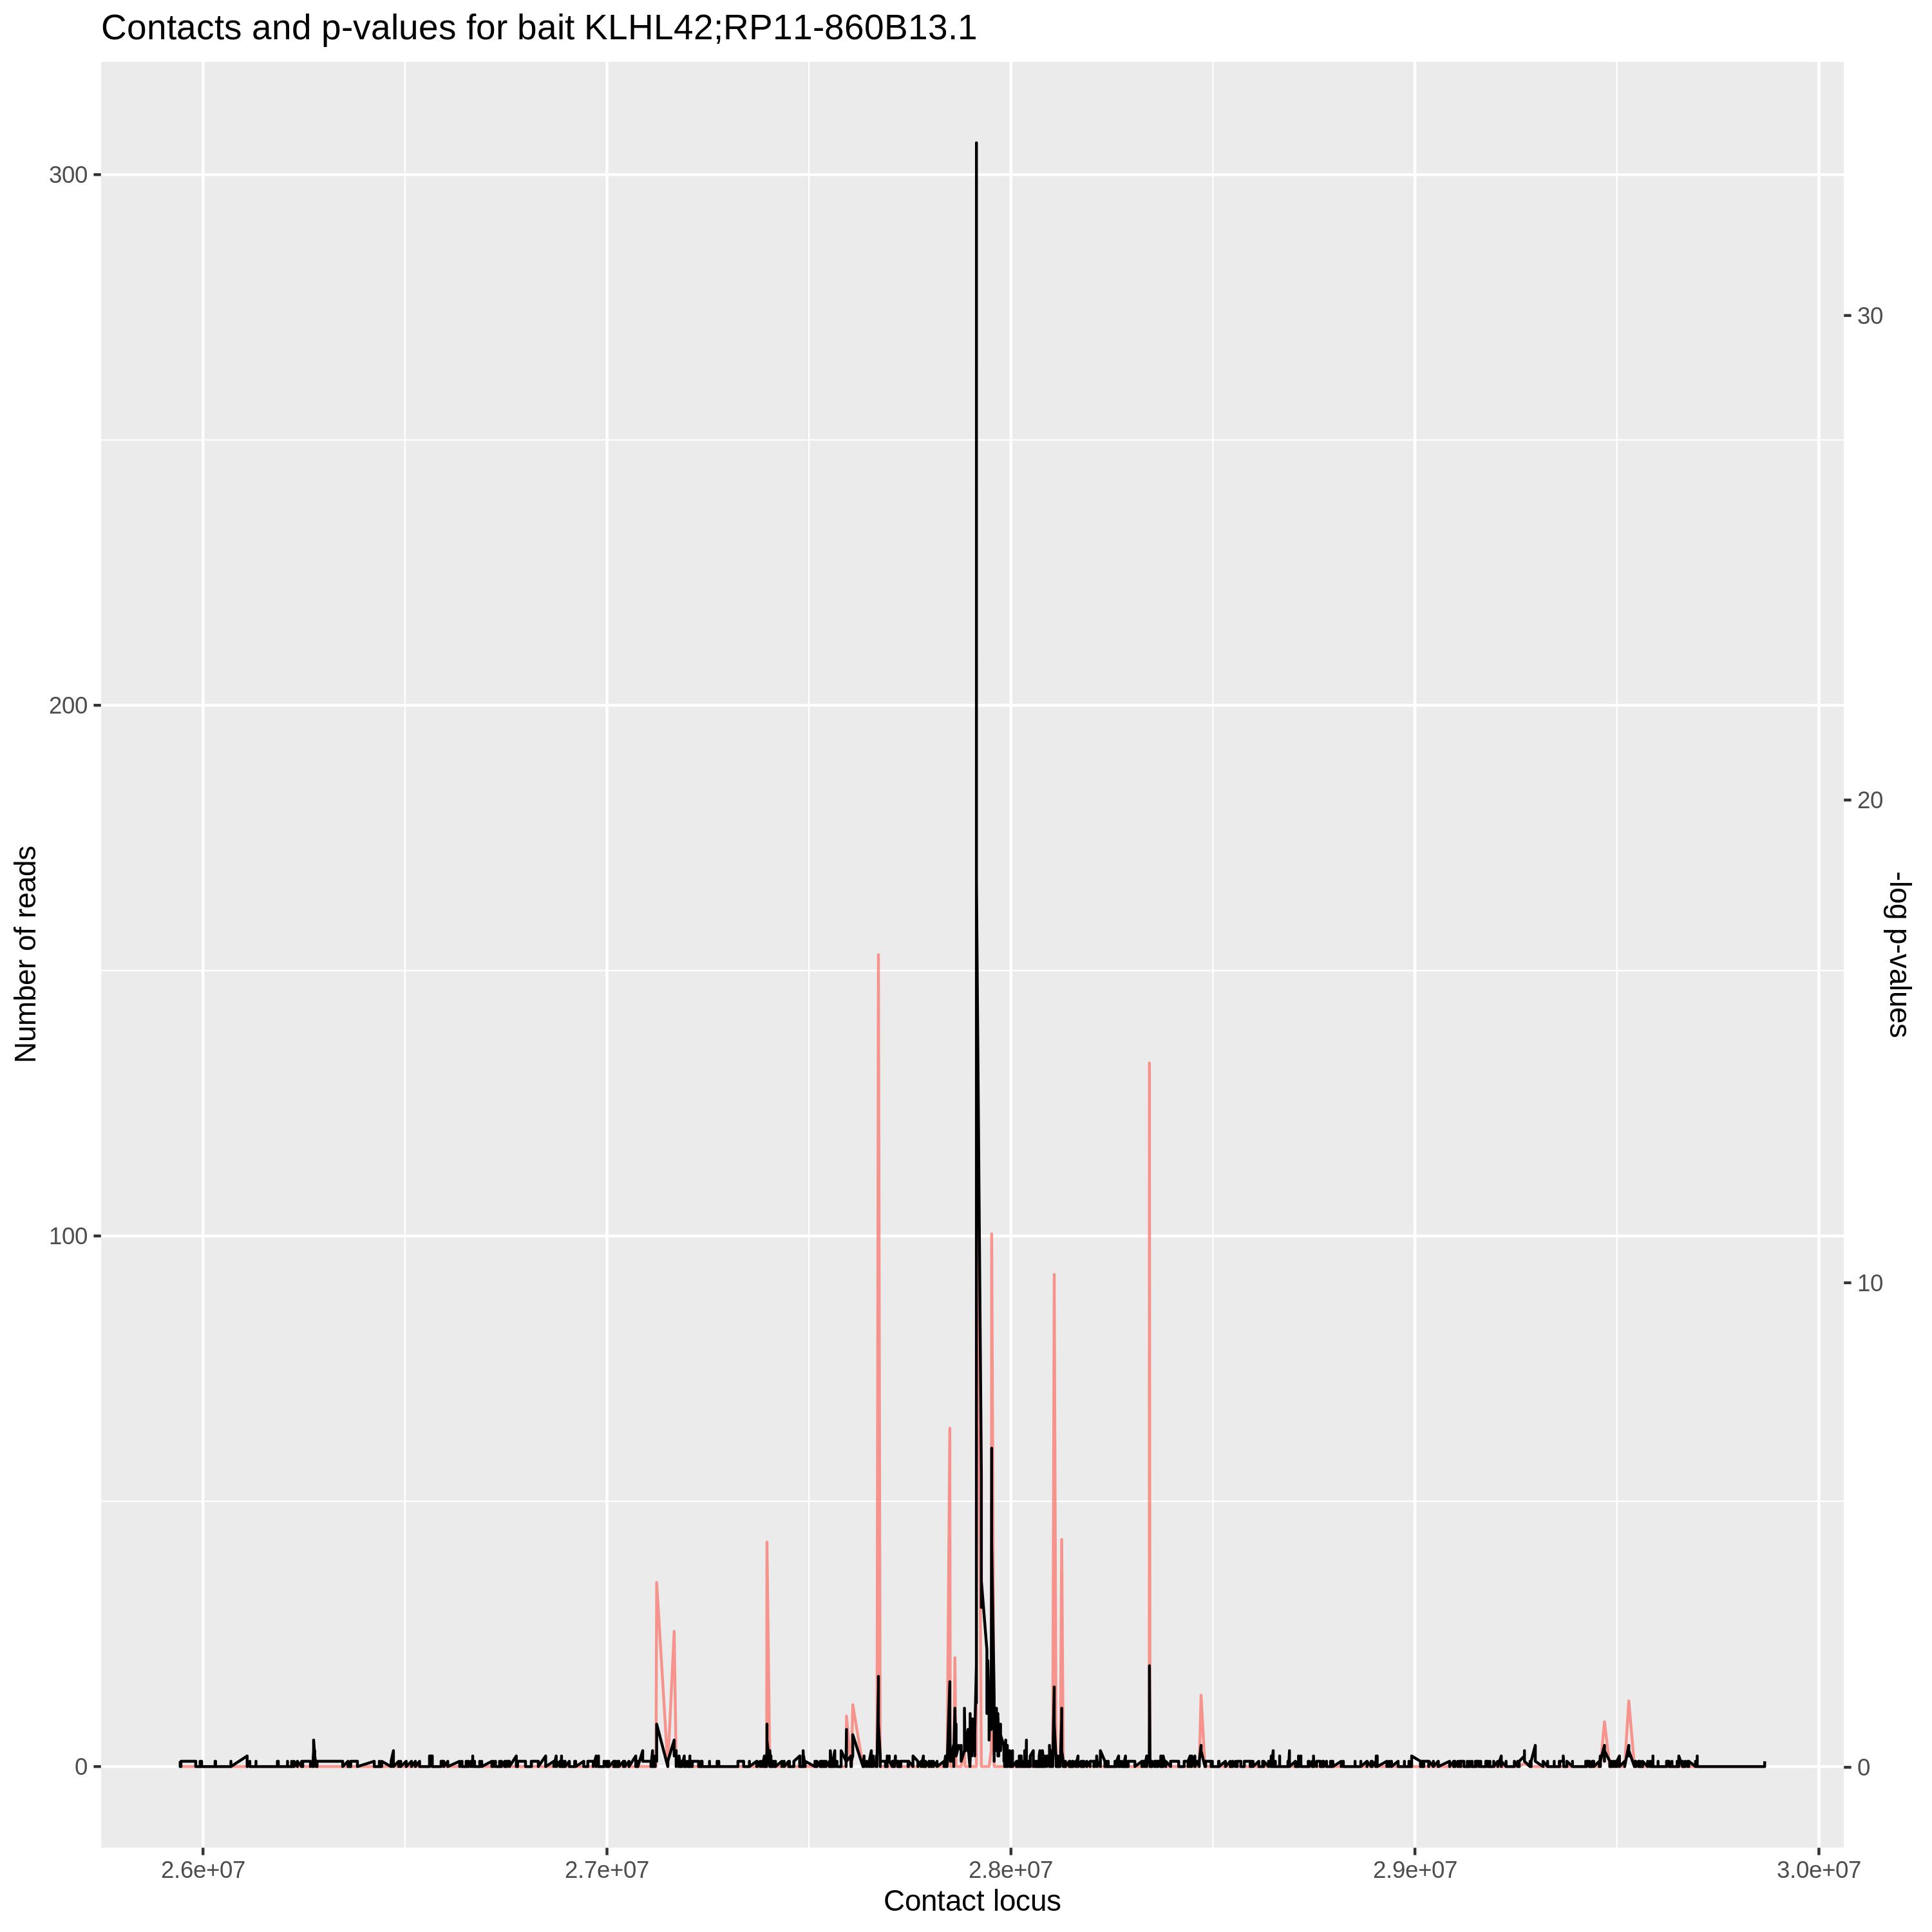 Contacts and p-values for bait KLHL42;RP11-860B13.1
300
200
100
0
Number of reads
30
20
10
0
-log p-values
2.6e+07
2.7e+07
2.8e+07
2.9e+07
3.0e+07
Contact locus